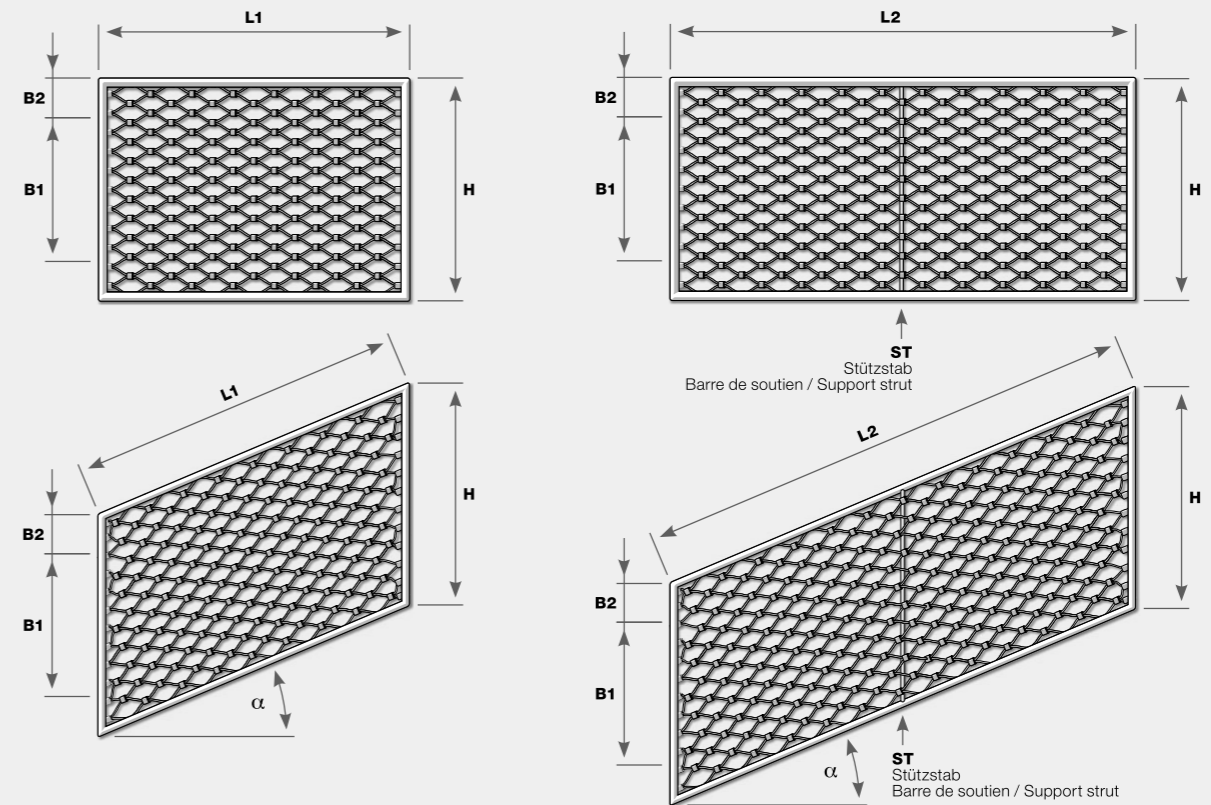 L1
B2
B1
H
L2
B2
B1
H
ST
Stützstab
Barre de soutien / Support strut
L1
B2
B1
H
α
L2
B2
B1
H
α
ST
Stützstab
Barre de soutien / Support strut